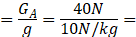 = G_A / g = 40N / 10N/kg =